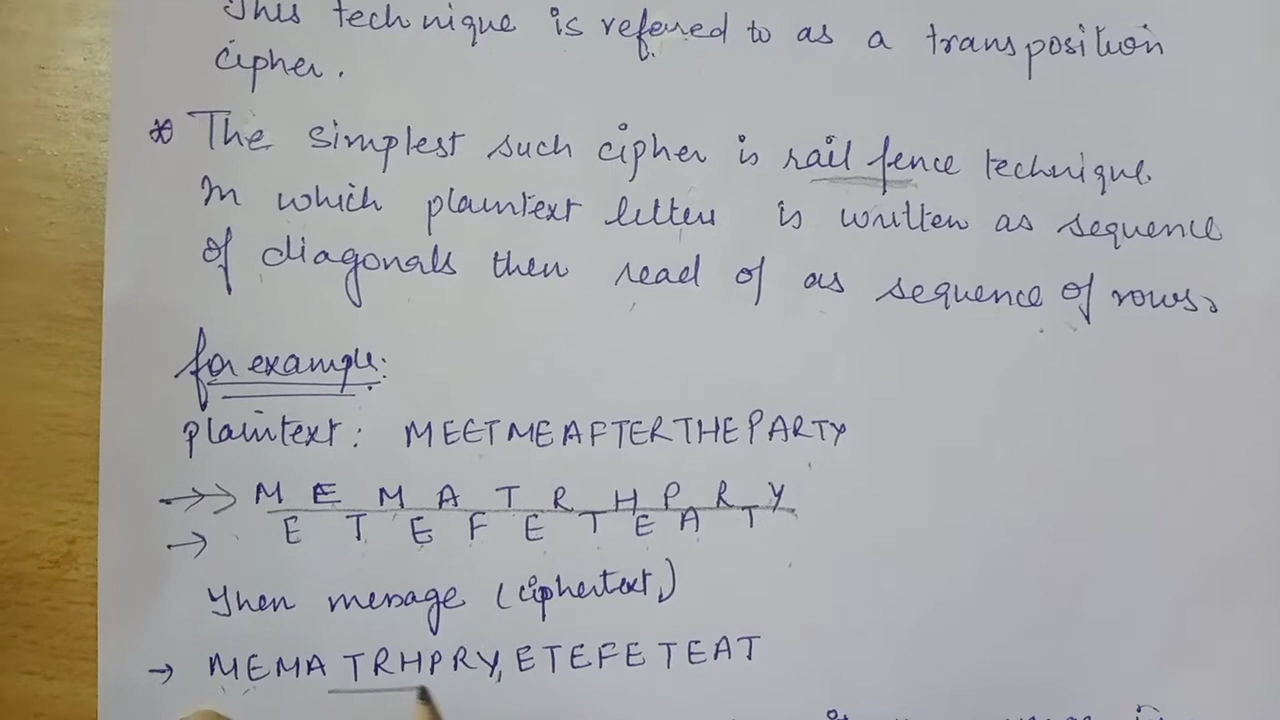 This technique is refered to as a transposition
cipher.
* The simplest such cipher is rail fence technique
In which plaintext letters is written as sequence
of diagonals then read of as sequence of rows.
for example:
plaintext: MEETMEAFTERTHEPARTY
→> M E M A T R H P R Y
→ E T E F E T E A T
Then message (ciphertext,)
→ MEMATRHPRY, ETEFETEAT